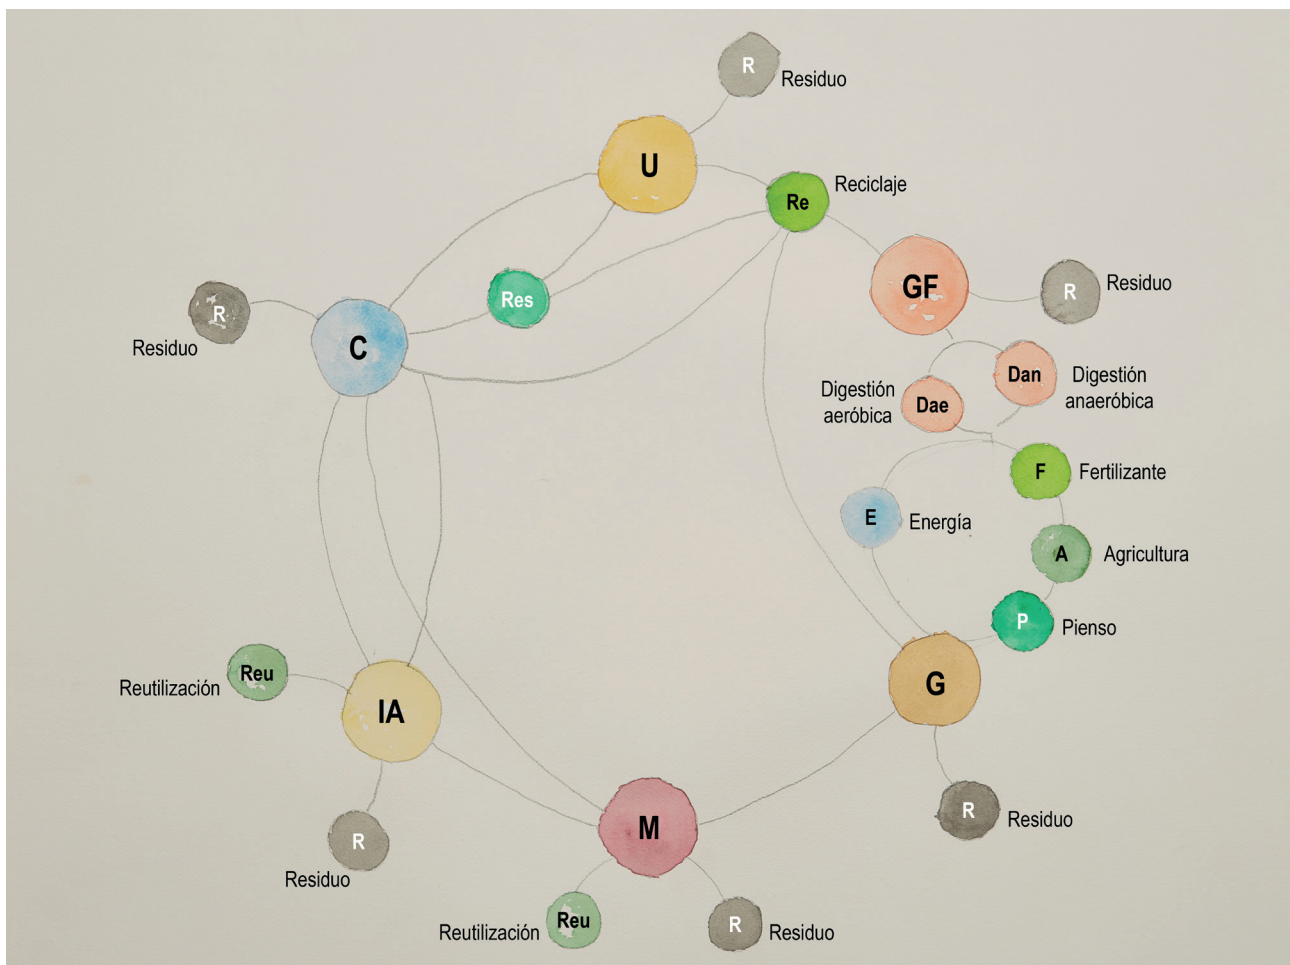 R
Residuo
U
Re
Reciclaje
GF
R
Residuo
R
Residuo
C
Res
Digestión
aeróbica
Dae
Dan
Digestión
anaeróbica
F
Fertilizante
E
Energía
A
Agricultura
P
Pienso
G
Reu
Reutilización
IA
R
Residuo
M
R
Residuo
Reu
Reutilización
R
Residuo